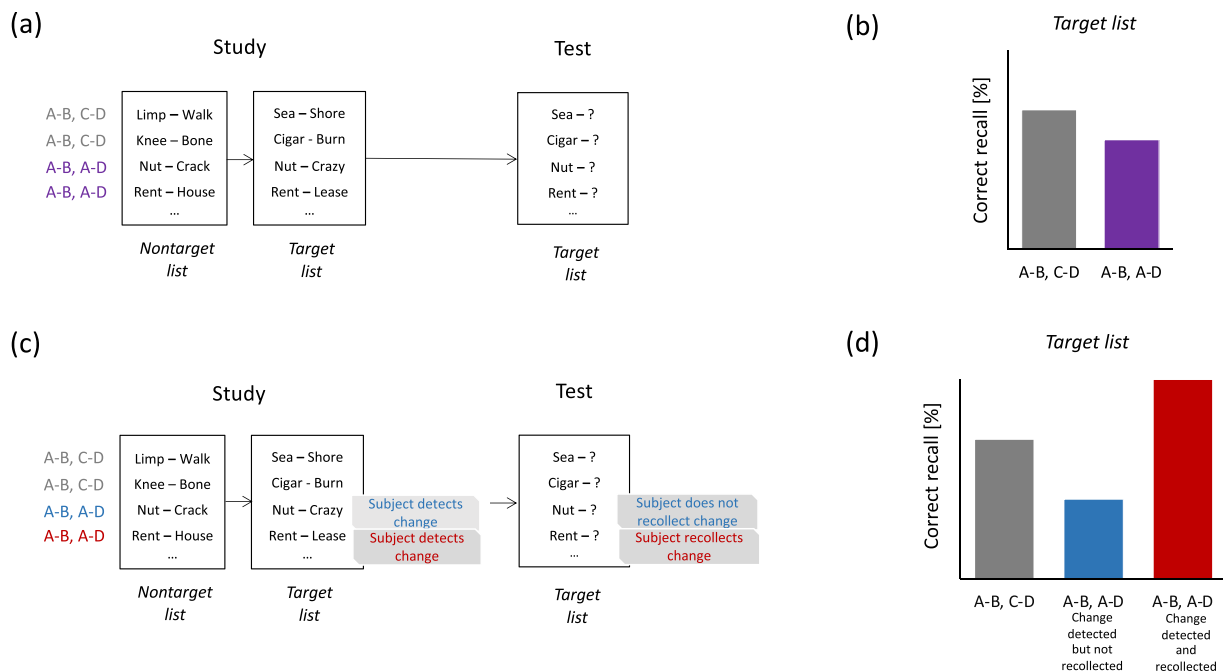 (a)
Study
Test
A-B, C-D
A-B, C-D
A-B, A-D
A-B, A-D
Limp – Walk
Knee – Bone
Nut – Crack
Rent – House
...
Nontarget
list
Sea – Shore
Cigar - Burn
Nut – Crazy
Rent – Lease
...
Target
list
Sea – ?
Cigar – ?
Nut – ?
Rent – ?
...
Target
list
(b)
Target list
Correct recall [%]
A-B, C-D
A-B, A-D
(c)
Study
Test
A-B, C-D
A-B, C-D
A-B, A-D
A-B, A-D
Limp – Walk
Knee – Bone
Nut – Crack
Rent – House
...
Nontarget
list
Sea – Shore
Cigar - Burn
Nut – Crazy
Rent – Lease
...
Target
list
Subject detects
change
Subject detects
change
Sea – ?
Cigar – ?
Nut – ?
Rent – ?
...
Target
list
Subject does not
recollect change
Subject recollects
change
(d)
Target list
Correct recall [%]
A-B, C-D
A-B, A-D
Change
detected
but not
recollected
A-B, A-D
Change
detected
and
recollected